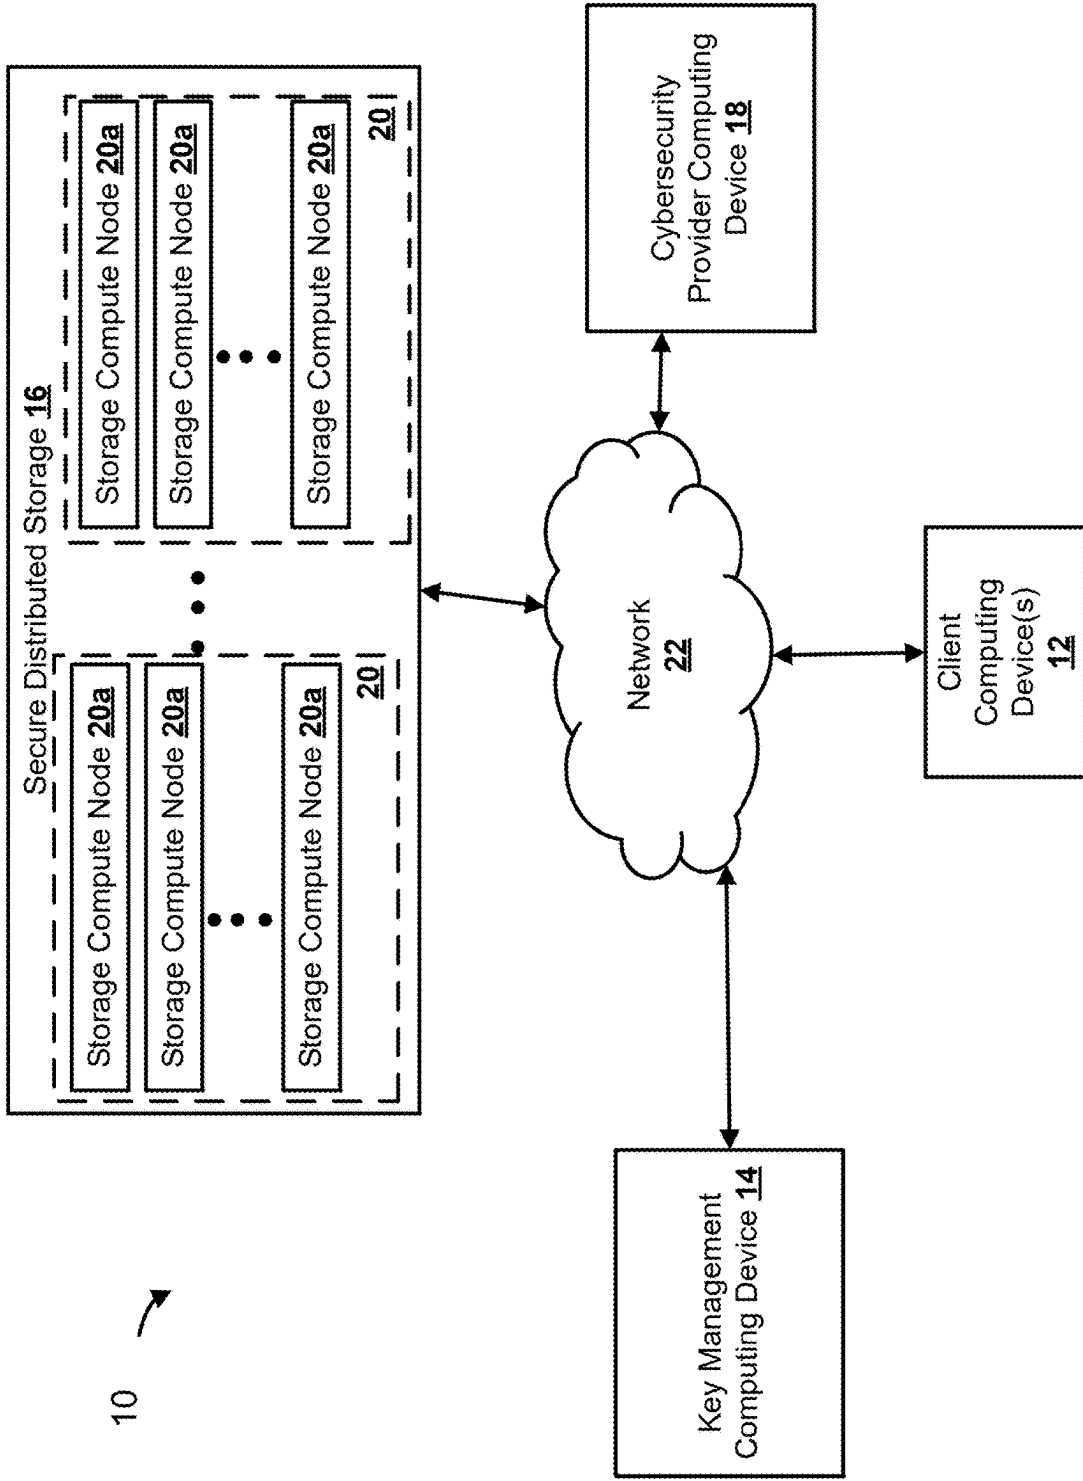 10
Secure Distributed Storage 16
Storage Compute Node 20a
Storage Compute Node 20a
Storage Compute Node 20a
20
Storage Compute Node 20a
Storage Compute Node 20a
Storage Compute Node 20a
20
Network
22
Key Management
Computing Device 14
Client
Computing
Device(s)
12
Cybersecurity
Provider Computing
Device 18